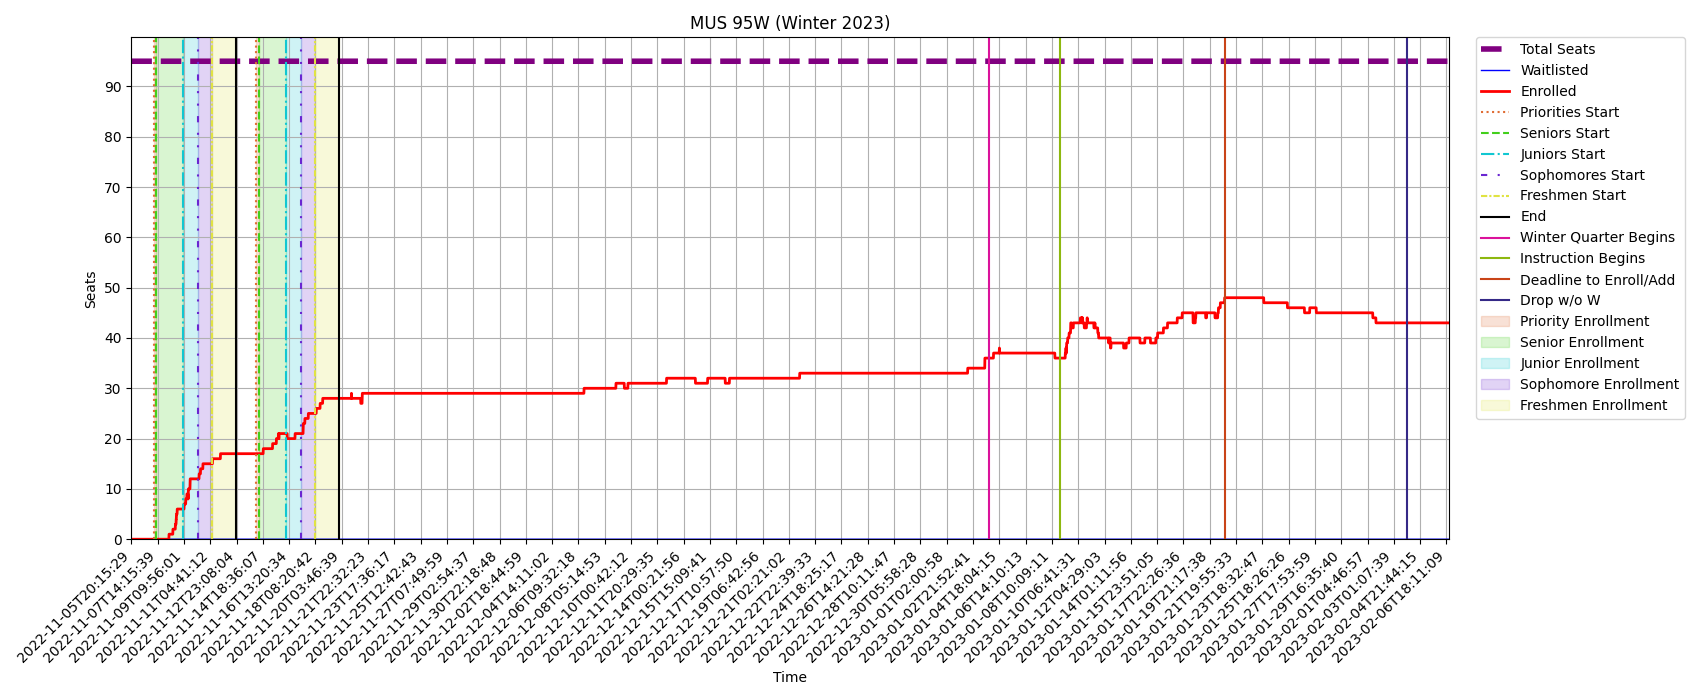 MUS 95W (Winter 2023)
Seats
90
80
70
60
50
40
30
20
10
0
2022-11-05T20:15:29
2022-11-07T14:15:39
2022-11-09T09:56:01
2022-11-11T04:41:12
2022-11-12T23:08:04
2022-11-14T18:36:07
2022-11-16T13:20:34
2022-11-18T08:20:42
2022-11-20T03:46:39
2022-11-21T22:32:23
2022-11-23T17:36:17
2022-11-25T12:42:43
2022-11-27T07:49:59
2022-11-29T02:54:37
2022-11-30T22:18:48
2022-12-02T18:44:59
2022-12-04T14:11:02
2022-12-06T09:32:18
2022-12-08T05:14:53
2022-12-10T00:42:12
2022-12-11T20:29:35
2022-12-14T00:21:56
2022-12-15T15:09:41
2022-12-17T10:57:50
2022-12-19T06:42:56
2022-12-21T02:21:02
2022-12-22T22:39:33
2022-12-24T18:25:17
2022-12-26T14:21:28
2022-12-28T10:11:47
2022-12-30T05:58:28
2023-01-01T02:00:58
2023-01-02T21:52:41
2023-01-04T18:04:15
2023-01-06T14:10:13
2023-01-08T10:09:11
2023-01-10T06:41:31
2023-01-12T04:29:03
2023-01-14T01:11:56
2023-01-15T23:51:05
2023-01-17T22:26:36
2023-01-19T21:17:38
2023-01-21T19:55:33
2023-01-23T18:32:47
2023-01-25T18:26:26
2023-01-27T17:53:59
2023-01-29T16:35:40
2023-02-01T04:46:57
2023-02-03T01:07:39
2023-02-04T21:44:15
2023-02-06T18:11:09
Time
Total Seats
Waitlisted
Enrolled
Priorities Start
Seniors Start
Juniors Start
Sophomores Start
Freshmen Start
End
Winter Quarter Begins
Instruction Begins
Deadline to Enroll/Add
Drop w/o W
Priority Enrollment
Senior Enrollment
Junior Enrollment
Sophomore Enrollment
Freshmen Enrollment